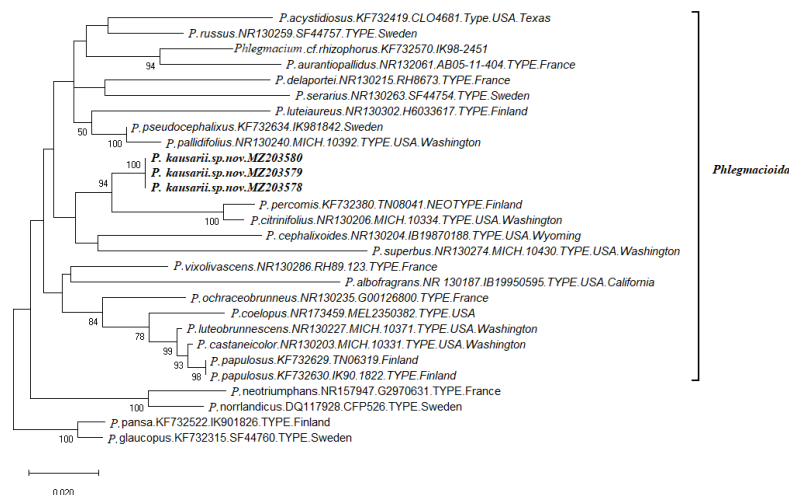 P.acystidiosus.KF732419.CLO4681.Type.USA.Texas
P.russus.NR130259.SF44757.TYPE.Sweden
Phlegmacium.cf.rhizophorus.KF732570.IK98-2451
94
P.aurantiopallidus.NR132061.AB05-11-404.TYPE.France
P.delaportei.NR130215.RH8673.TYPE.France
P.serarius.NR130263.SF44754.TYPE.Sweden
P.luteiaureus.NR130302.H6033617.TYPE.Finland
50
P.pseudocephalixus.KF732634.IK981842.Sweden
100
P.pallidifolius.NR130240.MICH.10392.TYPE.USA.Washington
P. kausarii.sp.nov.MZ203580
100
P. kausarii.sp.nov.MZ203579
Phlegmacioida
94
P. kausarii.sp.nov.MZ203578
P.percomis.KF732380.TN08041.NEOTYPE.Finland
100
P.citrinifolius.NR130206.MICH.10334.TYPE.USA.Washington
P.cephalixoides.NR130204.IB19870188.TYPE.USA.Wyoming
P.superbus.NR130274.MICH.10430.TYPE.USA.Washington
P.vixolivascens.NR130286.RH89.123.TYPE.France
P.albofragrans.NR 130187.IB19950595.TYPE.USA.California
P.ochraceobrunneus.NR130235.G00126800.TYPE.France
84
P.coelopus.NR173459.MEL2350382.TYPE.USA
78
P.luteobrunnescens.NR130227.MICH.10371.TYPE.USA.Washington
99
P.castaneicolor.NR130203.MICH.10331.TYPE.USA.Washington
93
P.papulosus.KF732629.TN06319.Finland
98
P.papulosus.KF732630.IK90.1822.TYPE.Finland
P.neotriumphans.NR157947.G2970631.TYPE.France
100
P.norrlandicus.DQ117928.CFP526.TYPE.Sweden
P.pansa.KF732522.IK901826.TYPE.Finland
100
P.glaucopus.KF732315.SF44760.TYPE.Sweden
0.020